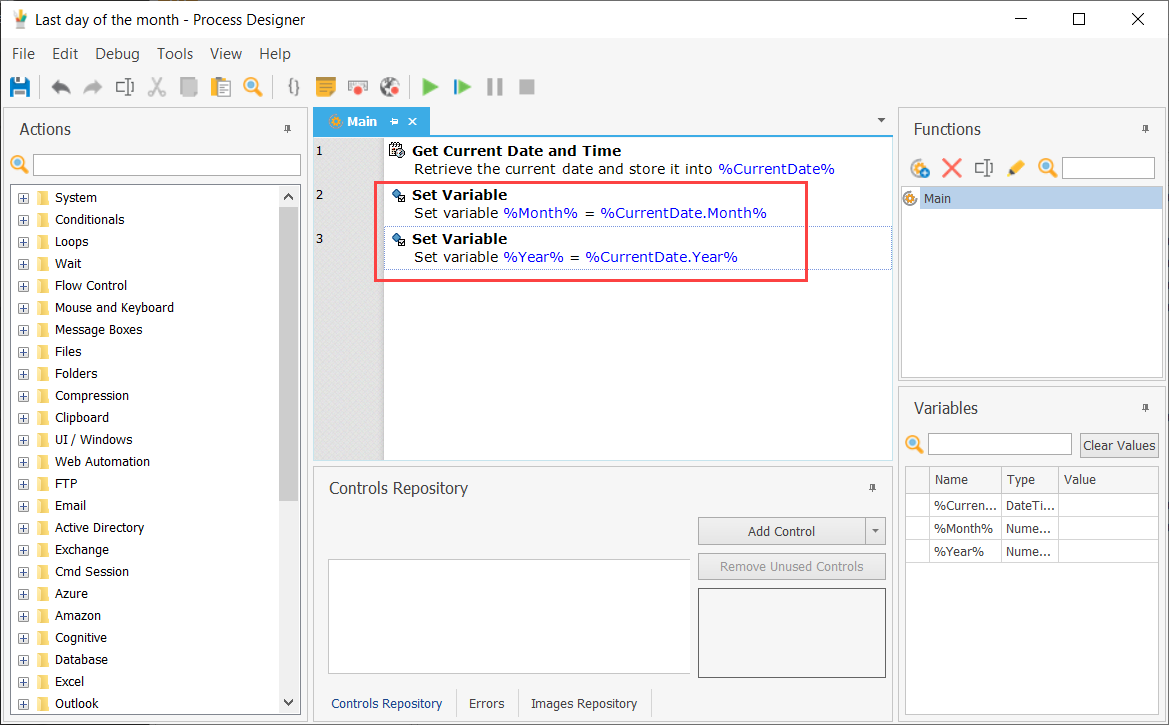 Last day of the month - Process Designer
File Edit Debug Tools View Help
Actions
System
Conditionals
Loops
Wait
Flow Control
Mouse and Keyboard
Message Boxes
Files
Folders
Compression
Clipboard
UI / Windows
Web Automation
FTP
Email
Active Directory
Exchange
Cmd Session
Azure
Amazon
Cognitive
Database
Excel
Outlook
Main
1 Get Current Date and Time
Retrieve the current date and store it into %CurrentDate%
2 Set Variable
Set variable %Month% = %CurrentDate.Month%
3 Set Variable
Set variable %Year% = %CurrentDate.Year%
Controls Repository
Add Control
Remove Unused Controls
Controls Repository Errors Images Repository
Functions
Main
Variables
Clear Values
Name Type Value
%Curren... DateTi...
%Month% Nume...
%Year% Nume...